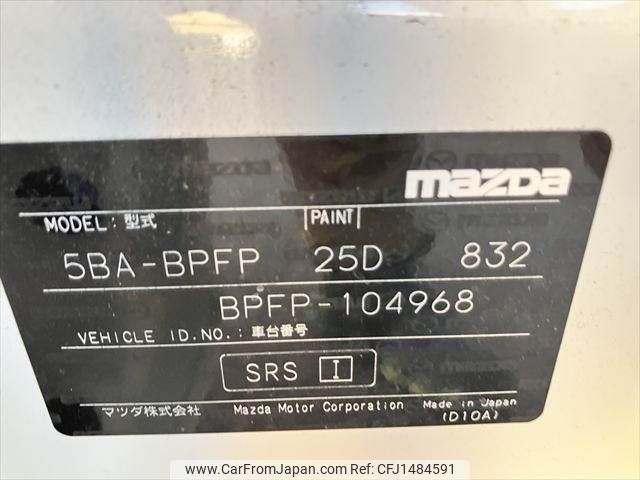 mazda
MODEL: 型式 PAINT
5BA-BPFP 25D 832
BPFP-104968
VEHICLE ID.NO.: 車台番号
SRS I
マツダ株式会社 Mazda Motor Corporation Made in Japan
(D10A)
© www.CarFromJapan.com - CFJ1484591